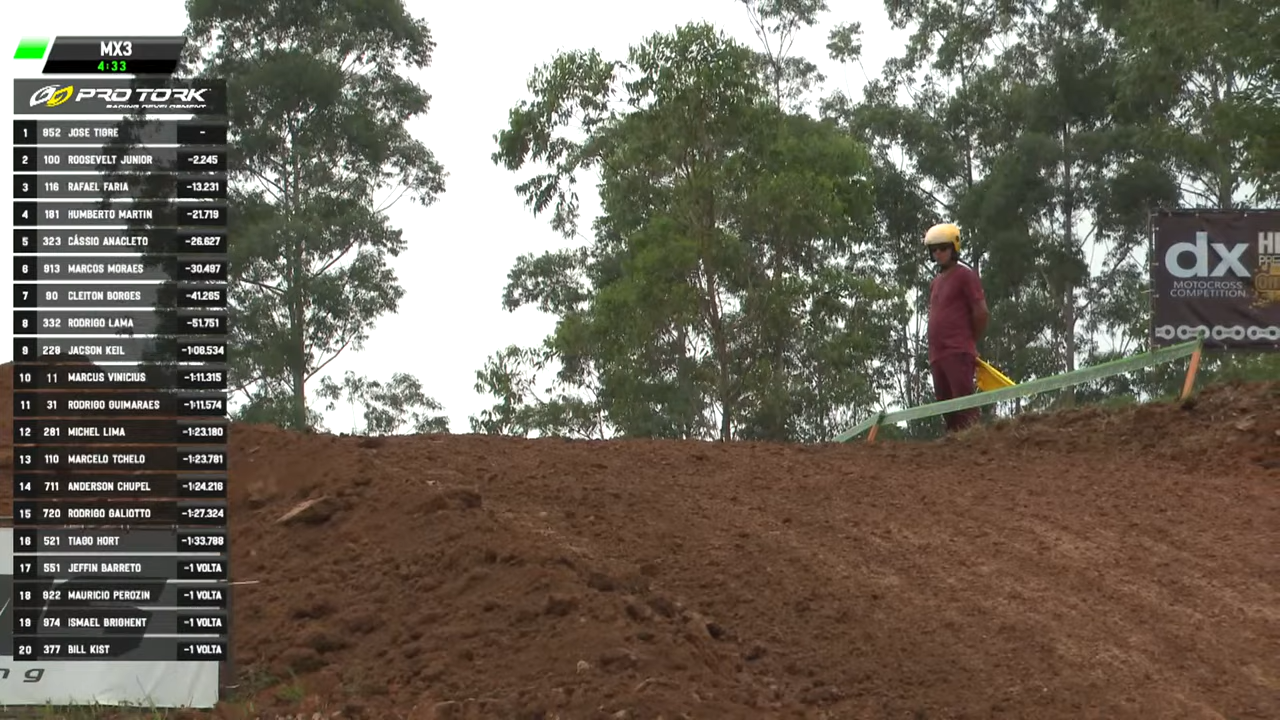 MX3
4:33
PRO TORK
RACING DEVELOPMENT
1 952 JOSE TIGRE -
2 100 ROOSEVELT JUNIOR -2.245
3 116 RAFAEL FARIA -13.231
4 181 HUMBERTO MARTIN -21.719
5 323 CÁSSIO ANACLETO -26.627
6 913 MARCOS MORAES -30.497
7 90 CLEITON BORGES -41.265
8 332 RODRIGO LAMA -51.751
9 228 JACSON KEIL -1:08.534
10 11 MARCUS VINICIUS -1:11.315
11 31 RODRIGO GUIMARAES -1:11.574
12 281 MICHEL LIMA -1:23.180
13 110 MARCELO TCHELO -1:23.781
14 711 ANDERSON CHUPEL -1:24.216
15 720 RODRIGO GALIOTTO -1:27.324
16 521 TIAGO HORT -1:33.788
17 551 JEFFIN BARRETO -1 VOLTA
18 922 MAURICIO PEROZIN -1 VOLTA
19 974 ISMAEL BRIGHENT -1 VOLTA
20 377 BILL KIST -1 VOLTA
dx
MOTOCROSS
COMPETITION
ng